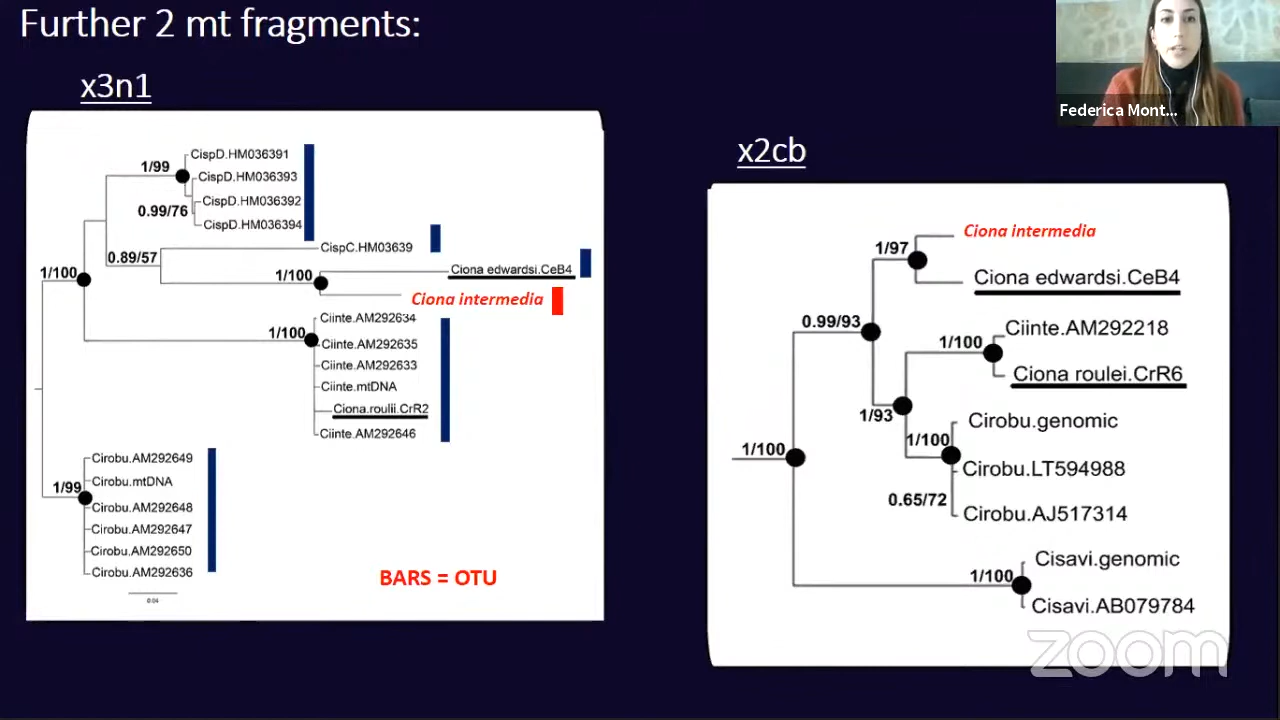 Further 2 mt fragments:
Federica Mont...
x3n1
CispD.HM036391
1/99
CispD.HM036393
CispD.HM036392
0.99/76
CispD.HM036394
CispC.HM03639
0.89/57
1/100
1/100
Ciona edwardsi.CeB4
Ciona intermedia
Ciinte.AM292634
1/100
Ciinte.AM292635
Ciinte.AM292633
Ciinte.mtDNA
Ciona.roulii.CrR2
Ciinte.AM292646
Cirobu.AM292649
Cirobu.mtDNA
1/99
Cirobu.AM292648
Cirobu.AM292647
Cirobu.AM292650
Cirobu.AM292636
0.04
BARS = OTU
x2cb
Ciona intermedia
1/97
Ciona edwardsi.CeB4
0.99/93
Ciinte.AM292218
1/100
Ciona roulei.CrR6
1/93
Cirobu.genomic
1/100
Cirobu.LT594988
0.65/72
Cirobu.AJ517314
1/100
Cisavi.genomic
1/100
Cisavi.AB079784
zoom